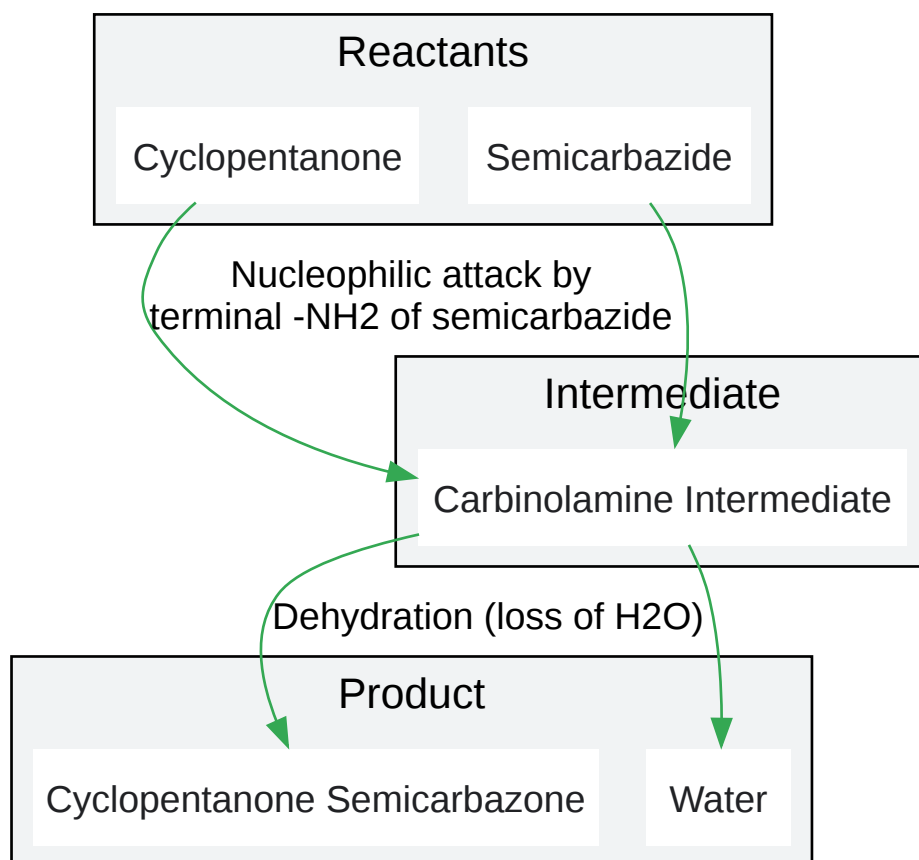 Reactants
Cyclopentanone
Semicarbazide
Nucleophilic attack by
terminal -NH2 of semicarbazide
Intermediate
Carbinolamine Intermediate
Dehydration (loss of H2O)
Product
Cyclopentanone Semicarbazone
Water